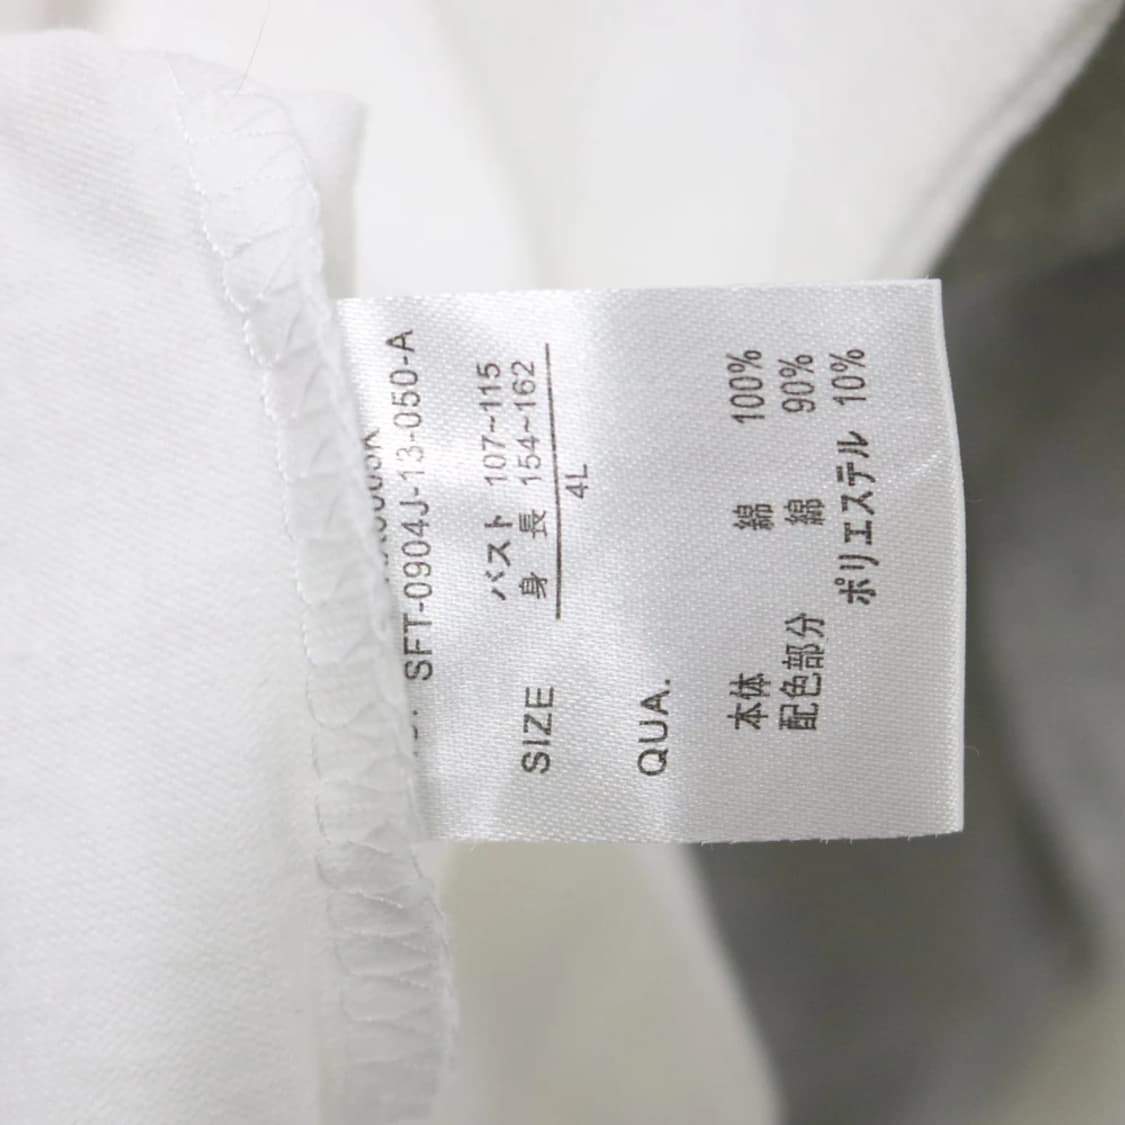 SFT-0904J-13-050-A
バスト 107~115
SIZE 身 長 154~162
4L
QUA.
本体 綿 100%
配色部分 綿 90%
ポリエステル 10%